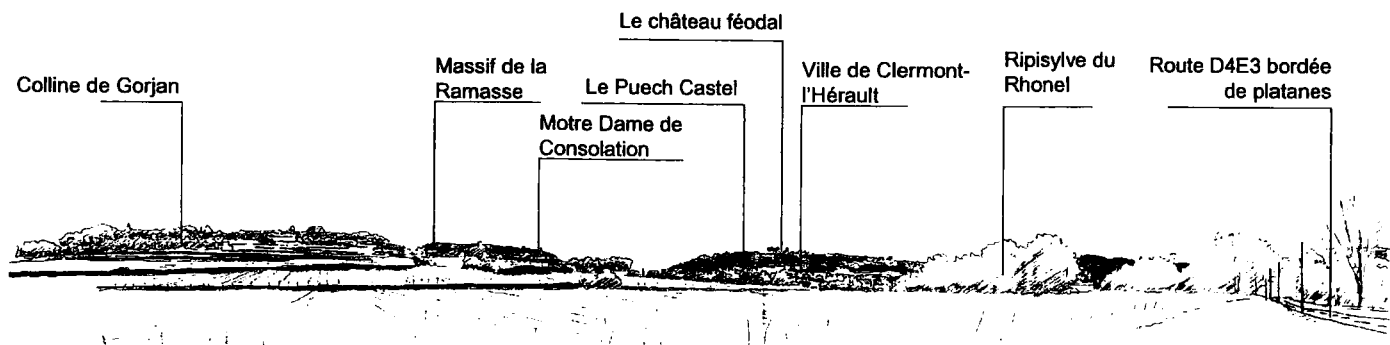 Le château féodal
Colline de Gorjan
Massif de la
Ramasse
Motre Dame de
Consolation
Le Puech Castel
Ville de Clermont-
l'Hérault
Ripisylve du
Rhonel
Route D4E3 bordée
de platanes